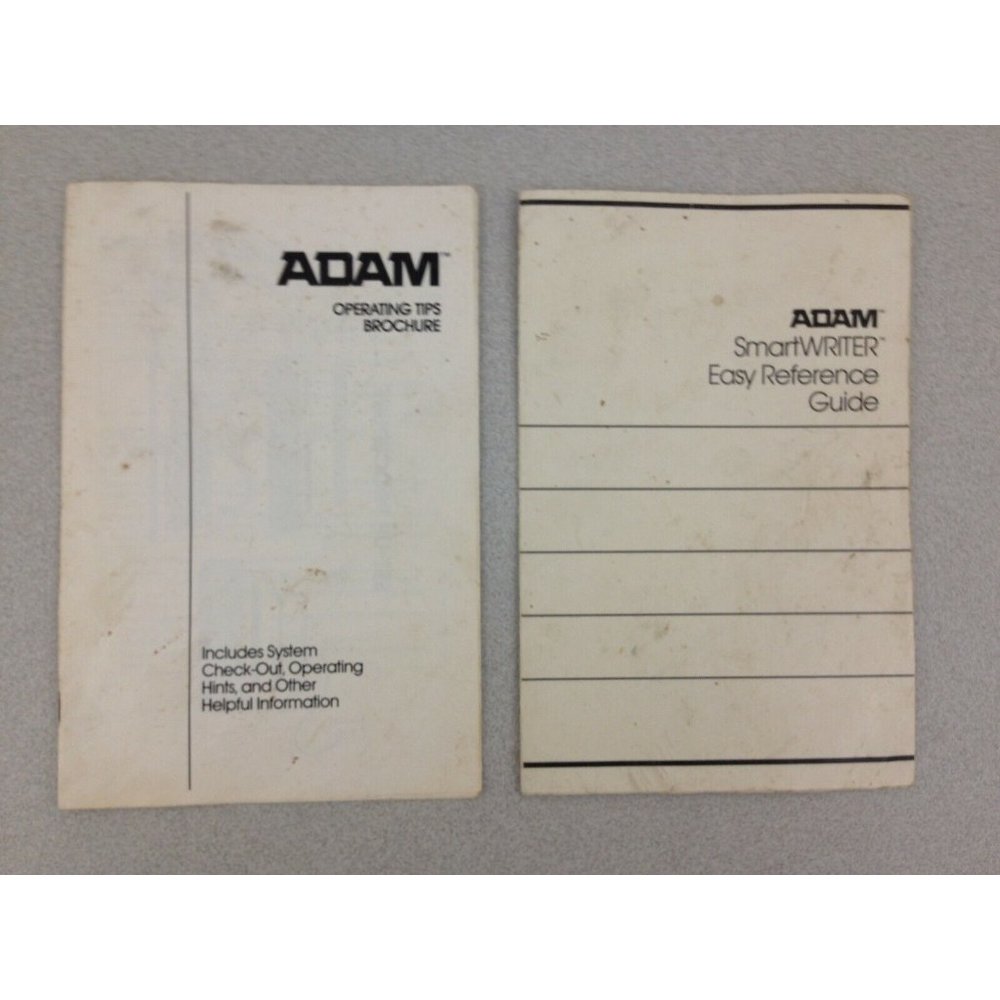 ADAM™
OPERATING TIPS
BROCHURE
Includes System
Check-Out, Operating
Hints, and Other
Helpful Information
ADAM™
SmartWRITER™
Easy Reference
Guide